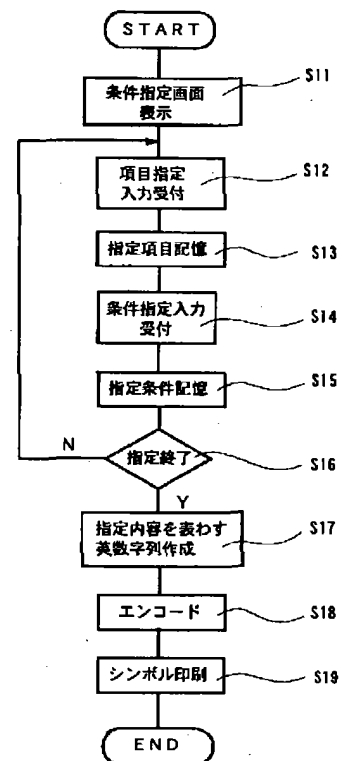 START
条件指定画面
表示
S11
項目指定
入力受付
S12
指定項目記憶
S13
条件指定入力
受付
S14
指定条件記憶
S15
指定終了
S16
N
Y
指定内容を表わす
英数字列作成
S17
エンコード
S18
シンボル印刷
S19
END